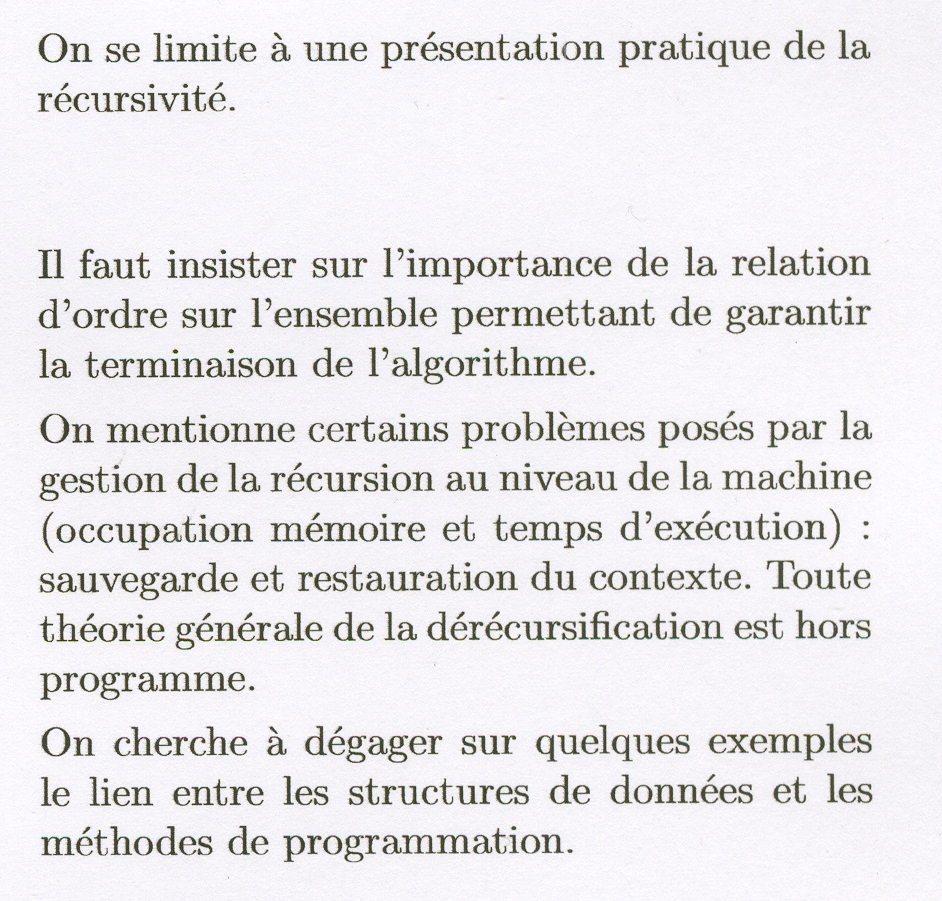 On se limite à une présentation pratique de la
récursivité.
Il faut insister sur l'importance de la relation
d'ordre sur l'ensemble permettant de garantir
la terminaison de l'algorithme.
On mentionne certains problèmes posés par la
gestion de la récursion au niveau de la machine
(occupation mémoire et temps d'exécution) :
sauvegarde et restauration du contexte. Toute
théorie générale de la dérécursification est hors
programme.
On cherche à dégager sur quelques exemples
le lien entre les structures de données et les
méthodes de programmation.